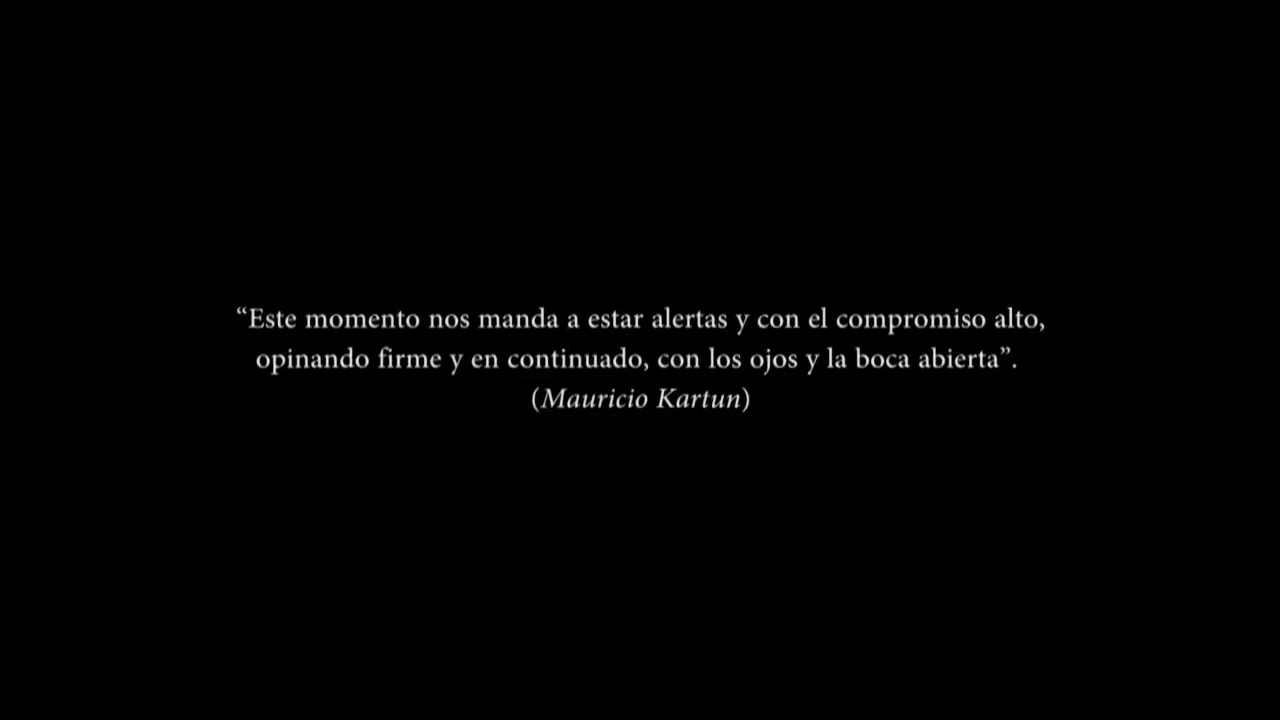 “Este momento nos manda a estar alertas y con el compromiso alto,
opinando firme y en continuado, con los ojos y la boca abierta”.
(Mauricio Kartun)